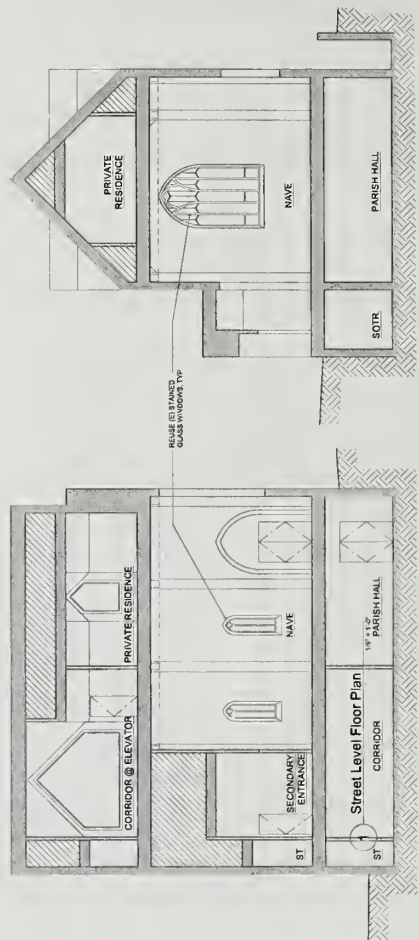 PRIVATE
RESIDENCE
NAVE
PARISH HALL
SOTR.
REUSE (E) STAINED
GLASS WINDOWS, TYP
CORRIDOR @ ELEVATOR
PRIVATE RESIDENCE
ST
SECONDARY
ENTRANCE
NAVE
1
Street Level Floor Plan
1/8" = 1'-0"
ST
CORRIDOR
PARISH HALL